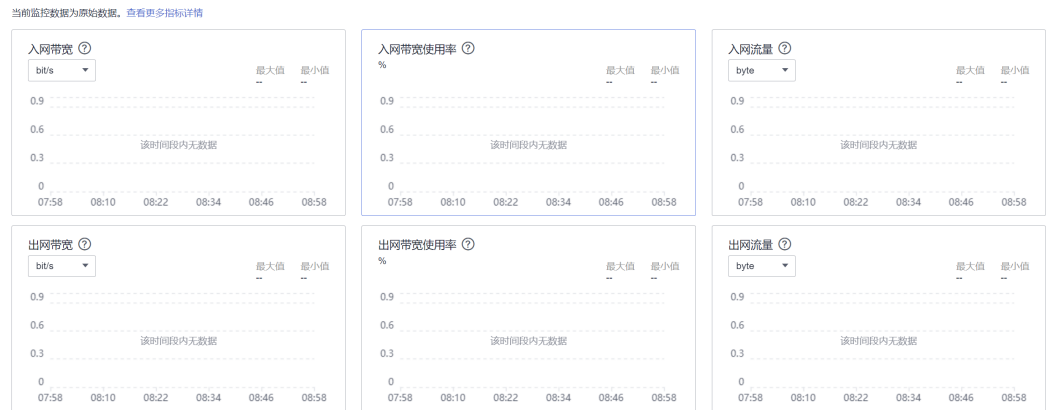 当前监控数据为原始数据。查看更多指标详情
入网带宽 ?
bit/s
最大值 最小值
-- --
0.9
0.6
该时间段内无数据
0.3
0
07:58 08:10 08:22 08:34 08:46 08:58
入网带宽使用率 ?
%
最大值 最小值
-- --
0.9
0.6
该时间段内无数据
0.3
0
07:58 08:10 08:22 08:34 08:46 08:58
入网流量 ?
byte
最大值 最小值
-- --
0.9
0.6
该时间段内无数据
0.3
0
07:58 08:10 08:22 08:34 08:46 08:58
出网带宽 ?
bit/s
最大值 最小值
-- --
0.9
0.6
该时间段内无数据
0.3
0
07:58 08:10 08:22 08:34 08:46 08:58
出网带宽使用率 ?
%
最大值 最小值
-- --
0.9
0.6
该时间段内无数据
0.3
0
07:58 08:10 08:22 08:34 08:46 08:58
出网流量 ?
byte
最大值 最小值
-- --
0.9
0.6
该时间段内无数据
0.3
0
07:58 08:10 08:22 08:34 08:46 08:58